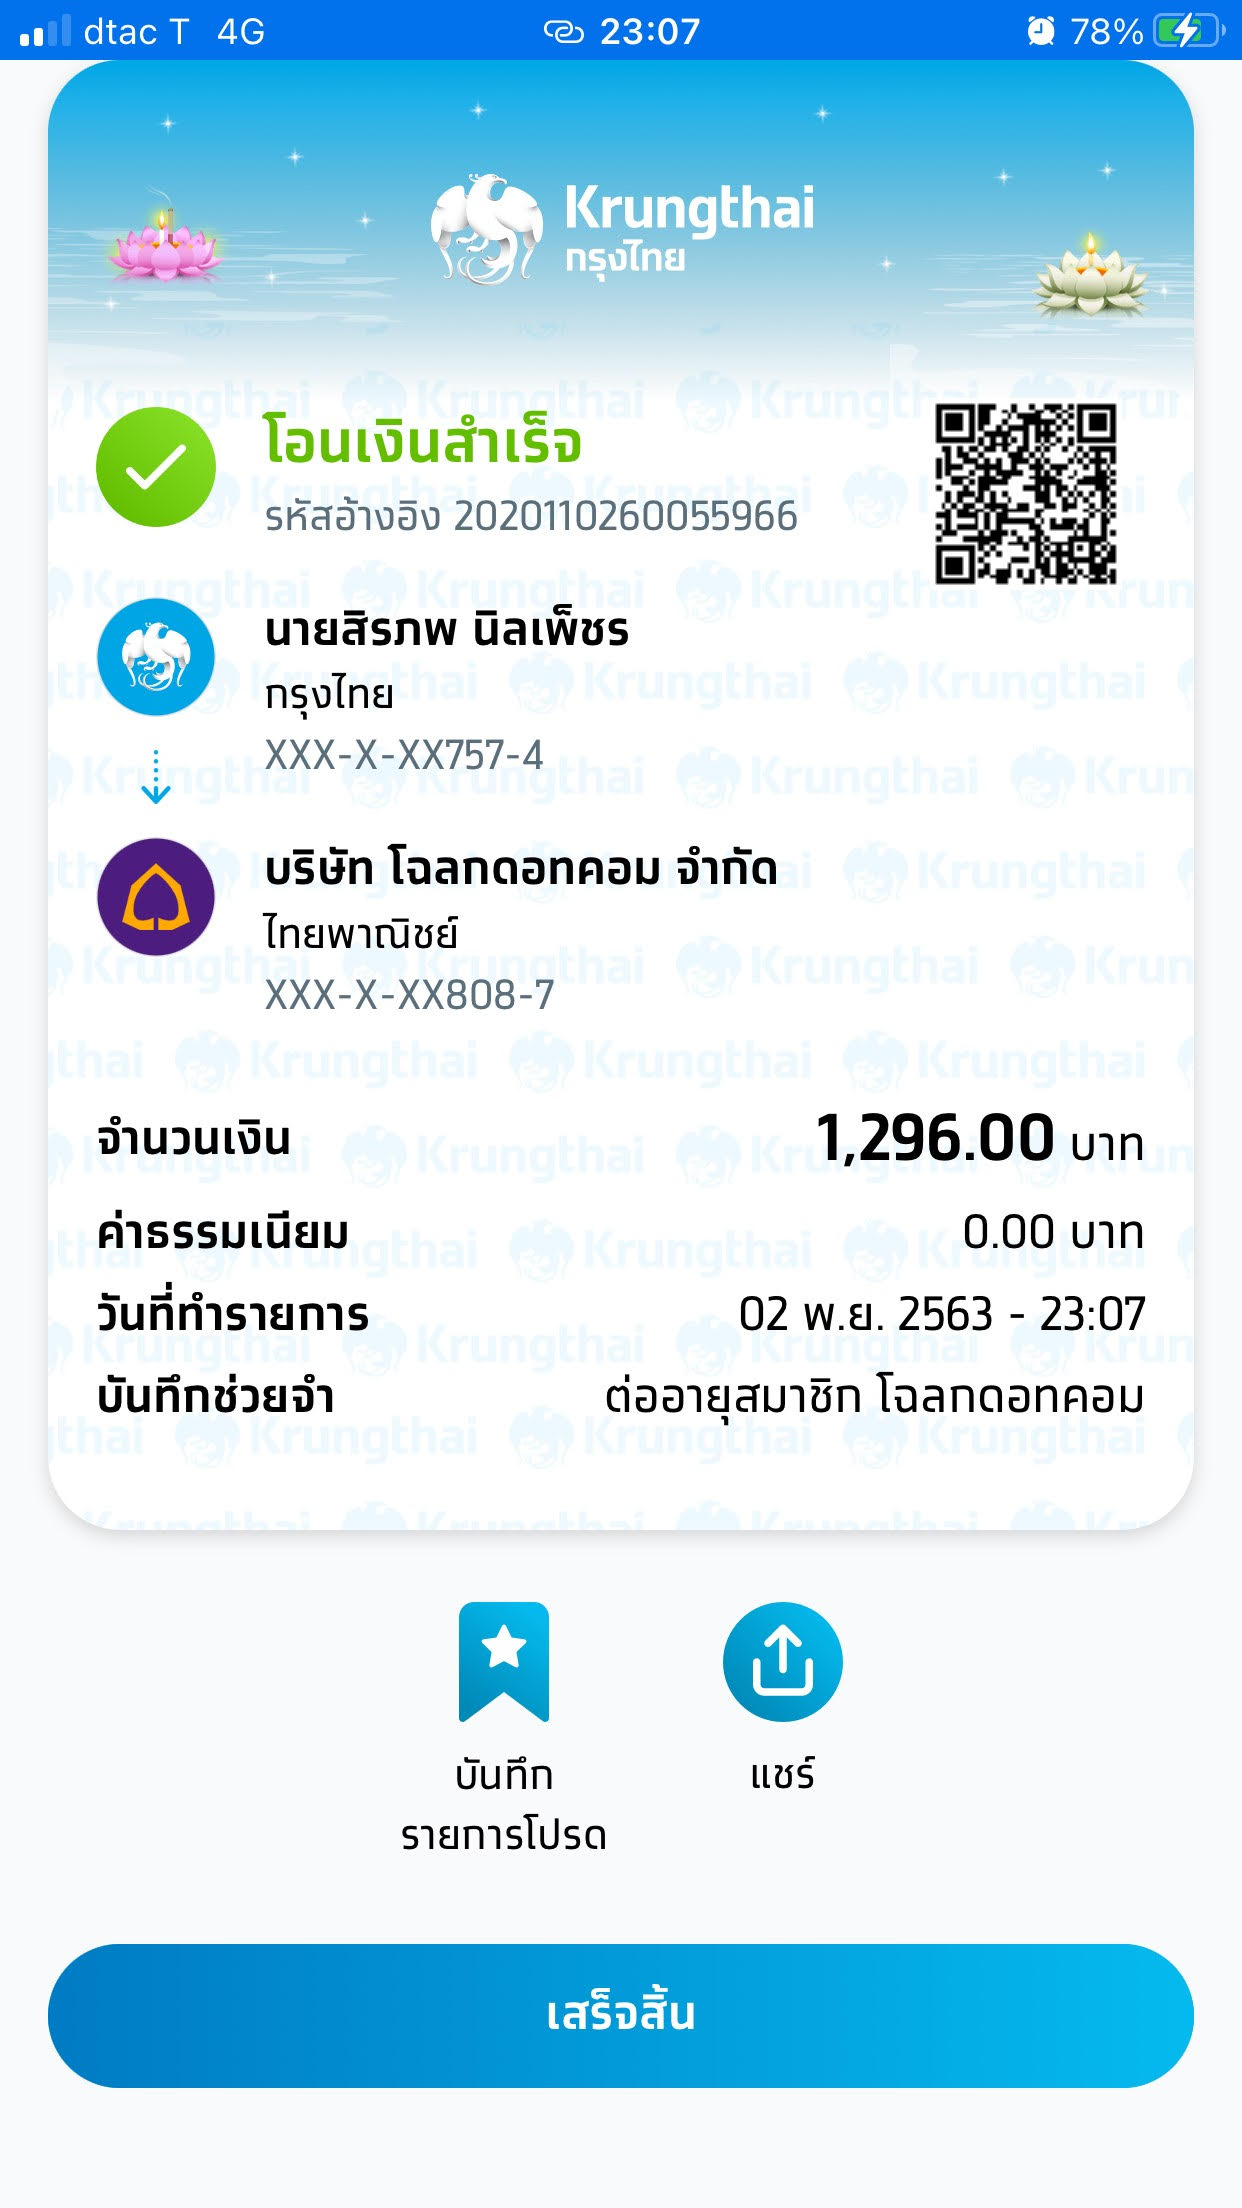 dtac T 4G 23:07 78%
Krungthai
กรุงไทย
โอนเงินสำเร็จ
รหัสอ้างอิง 2020110260055966
นายสิรภพ นิลเพ็ชร
กรุงไทย
XXX-X-XX757-4
บริษัท โฉลกดอทคอม จำกัด
ไทยพาณิชย์
XXX-X-XX808-7
จำนวนเงิน 1,296.00 บาท
ค่าธรรมเนียม 0.00 บาท
วันที่ทำรายการ 02 พ.ย. 2563 - 23:07
บันทึกช่วยจำ ต่ออายุสมาชิก โฉลกดอทคอม
บันทึก
รายการโปรด
แชร์
เสร็จสิ้น